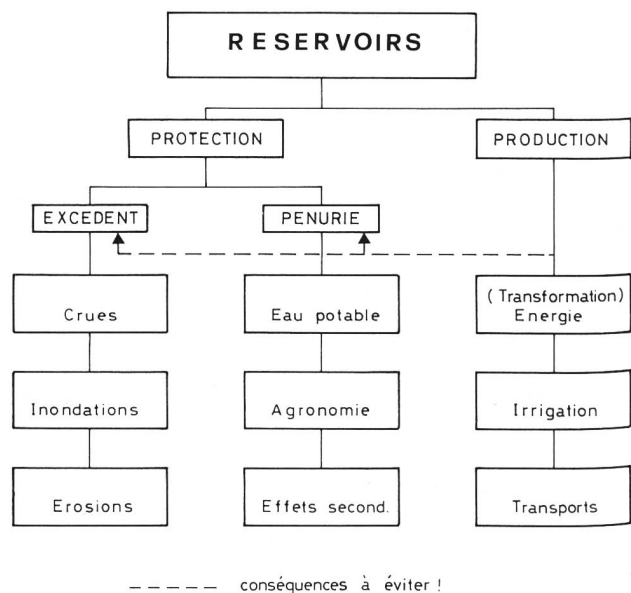 RESERVOIRS
PROTECTION
PRODUCTION
EXCEDENT
PENURIE
Crues
Eau potable
(Transformation)
Energie
Inondations
Agronomie
Irrigation
Erosions
Effets second.
Transports
conséquences à éviter !